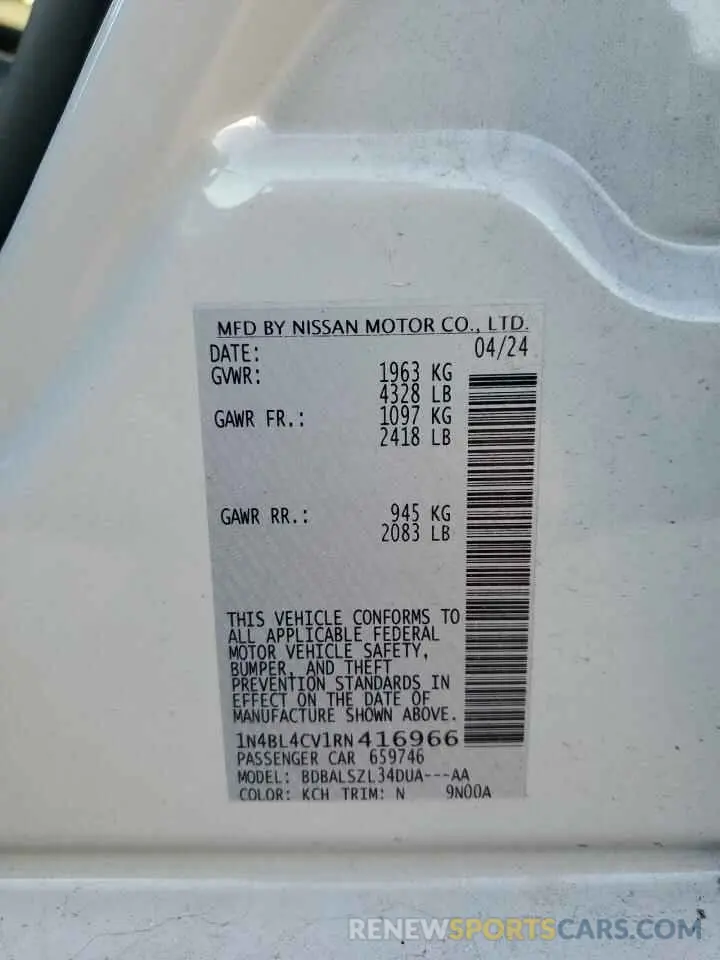 MFD BY NISSAN MOTOR CO., LTD.
DATE: 04/24
GVWR: 1963 KG
4328 LB
GAWR FR.: 1097 KG
2418 LB
GAWR RR.: 945 KG
2083 LB
THIS VEHICLE CONFORMS TO
ALL APPLICABLE FEDERAL
MOTOR VEHICLE SAFETY,
BUMPER, AND THEFT
PREVENTION STANDARDS IN
EFFECT ON THE DATE OF
MANUFACTURE SHOWN ABOVE.
1N4BL4CV1RN416966
PASSENGER CAR 659746
MODEL: BDBALSZL34DUA---AA
COLOR: KCH TRIM: N 9N00A
RENEWSPORTSCARS.COM